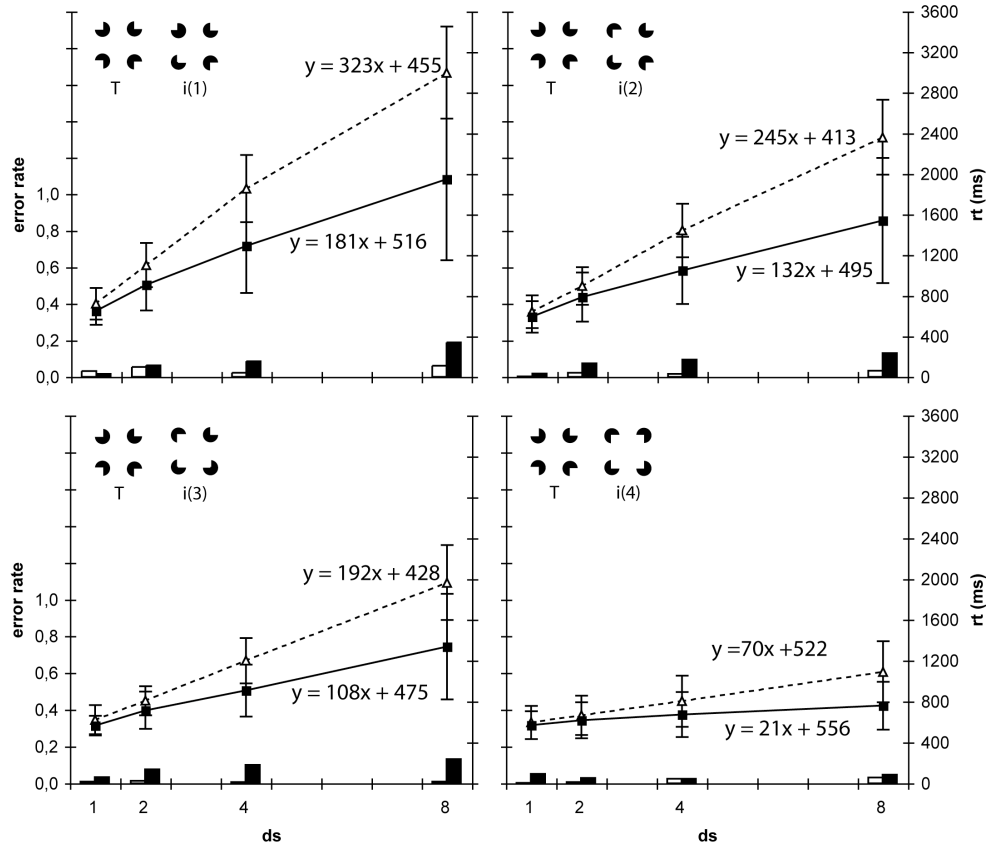 3600
3200
2800
2400
2000
1600
1200
800
400
0
rt (ms)
error rate
1,0
0,8
0,6
0,4
0,2
0,0
T i(1)
y = 323x + 455
y = 181x + 516
T i(2)
y = 245x + 413
y = 132x + 495
3600
3200
2800
2400
2000
1600
1200
800
400
0
rt (ms)
error rate
1,0
0,8
0,6
0,4
0,2
0,0
T i(3)
y = 192x + 428
y = 108x + 475
T i(4)
y =70x +522
y = 21x + 556
1 2 4 8
ds
1 2 4 8
ds